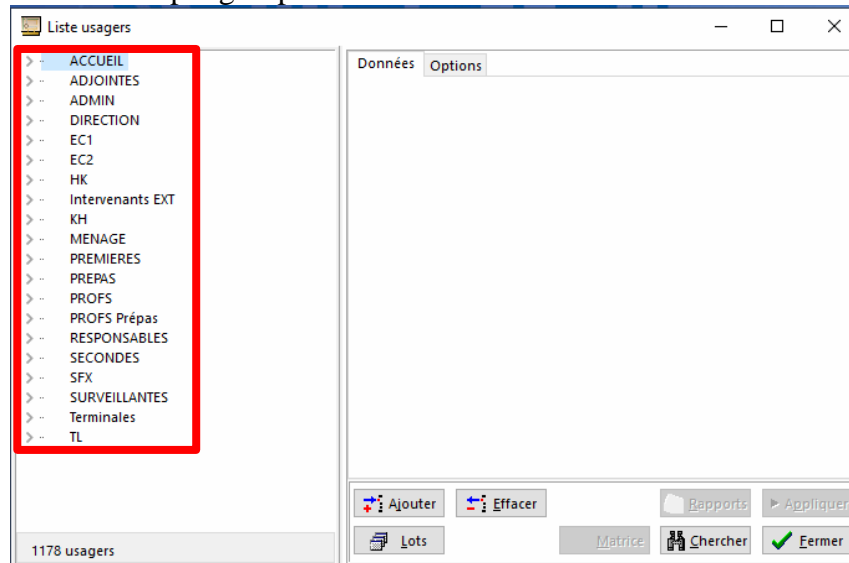 Liste usagers
ACCUEIL
ADJOINTES
ADMIN
DIRECTION
EC1
EC2
HK
Intervenants EXT
KH
MENAGE
PREMIERES
PREPAS
PROFS
PROFS Prépas
RESPONSABLES
SECONDES
SFX
SURVEILLANTES
Terminales
TL
1178 usagers
Données Options
Ajouter Effacer Rapports Appliquer
Lots Matrice Chercher Fermer